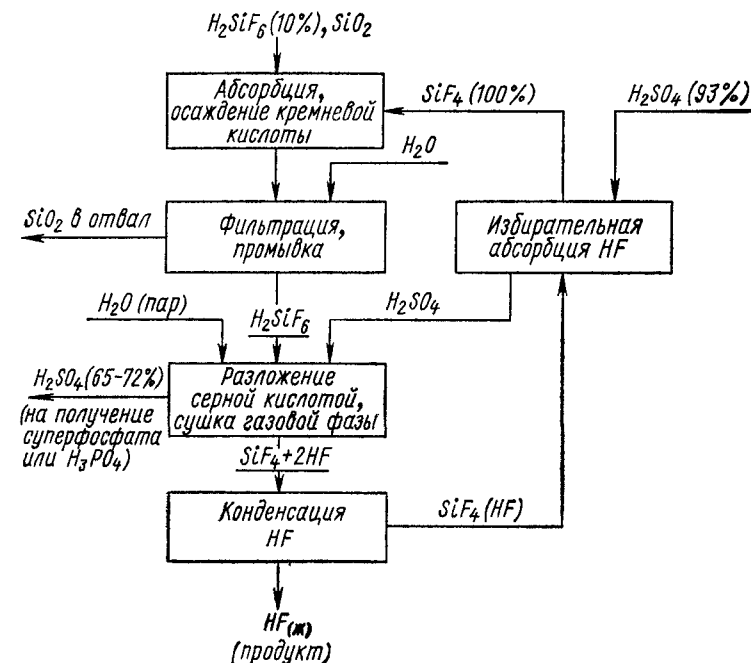 H₂SiF₆ (10%), SiO₂
Абсорбция,
осаждение кремневой
кислоты
SiF₄ (100%)
H₂SO₄ (93%)
H₂O
SiO₂ в отвал
Фильтрация,
промывка
Избирательная
абсорбция HF
H₂O (пар)
H₂SiF₆
H₂SO₄
H₂SO₄ (65-72%)
(на получение
суперфосфата
или H₃PO₄)
Разложение
серной кислотой,
сушка газовой фазы
SiF₄+2HF
Конденсация
HF
SiF₄ (HF)
HF(ж)
(продукт)